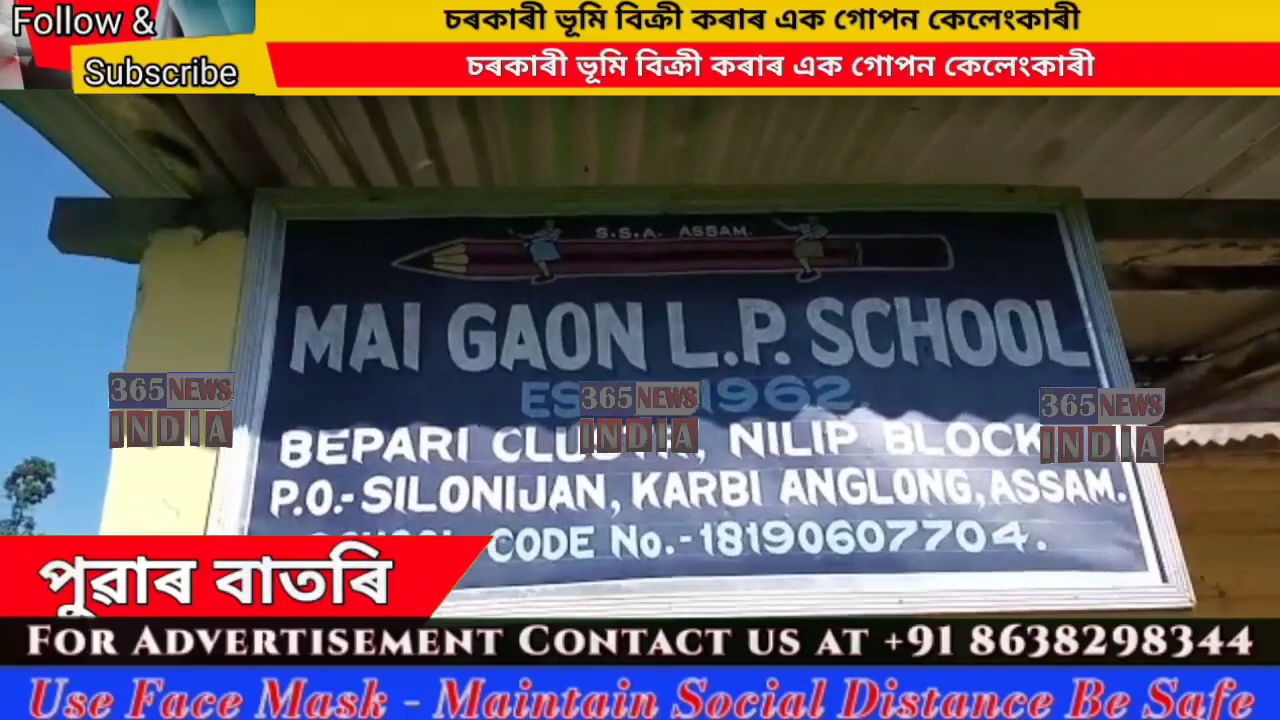 Follow &
Subscribe
চৰকাৰী ভূমি বিক্ৰী কৰাৰ এক গোপন কেলেংকাৰী
চৰকাৰী ভূমি বিক্ৰী কৰাৰ এক গোপন কেলেংকাৰী
S.S.A. ASSAM.
MAI GAON L.P. SCHOOL
1962.
BEPARI NILIP BLOCK
P.O.- SILONIJAN, KARBI ANGLONG, ASSAM.
CODE No.- 18190607704.
365 NEWS
INDIA
365 NEWS
INDIA
365 NEWS
INDIA
পুৱাৰ বাতৰি
FOR ADVERTISEMENT CONTACT US AT +91 8638298344
Use Face Mask - Maintain Social Distance Be Safe